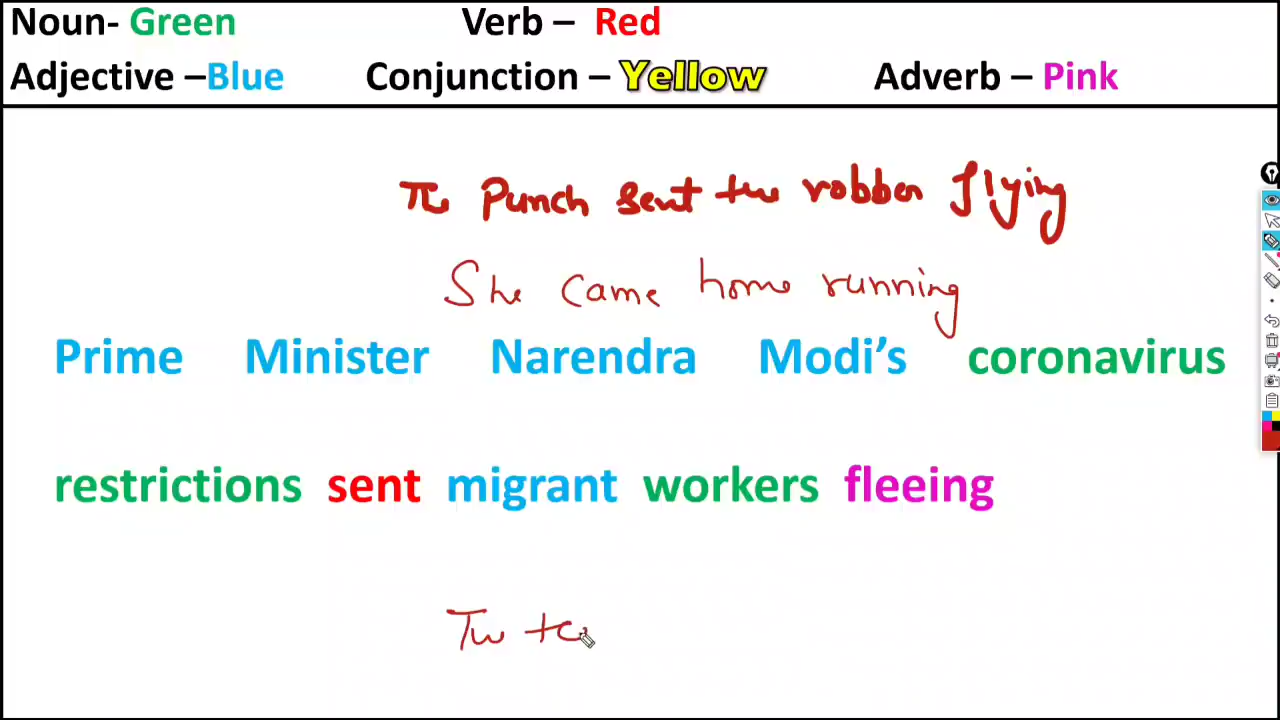 Noun- Green Verb – Red
Adjective –Blue Conjunction – Yellow Adverb – Pink
The Punch sent the robber flying
She came home running
Prime Minister Narendra Modi's coronavirus
restrictions sent migrant workers fleeing